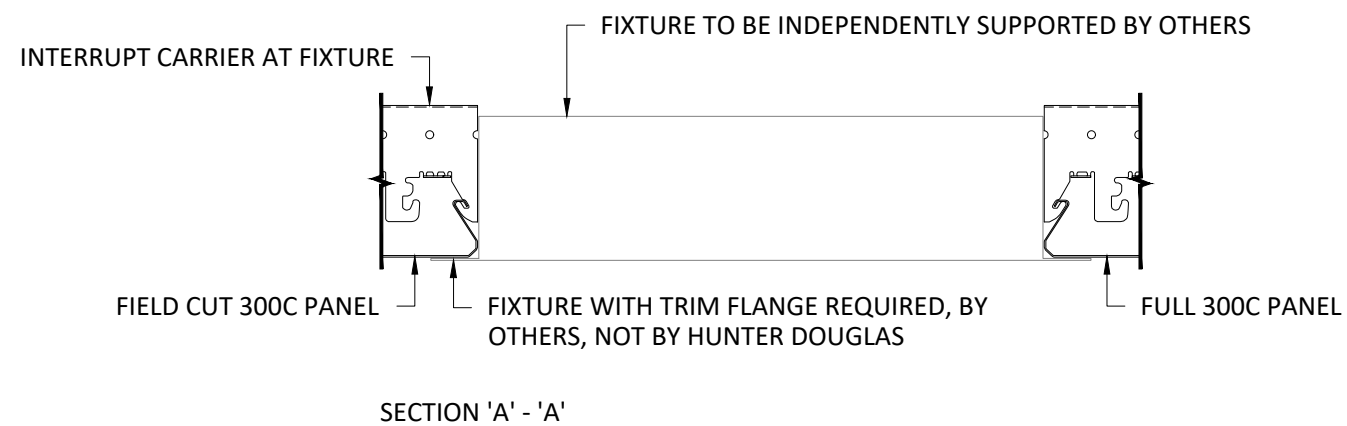 FIXTURE TO BE INDEPENDENTLY SUPPORTED BY OTHERS
INTERRUPT CARRIER AT FIXTURE
FIELD CUT 300C PANEL
FIXTURE WITH TRIM FLANGE REQUIRED, BY
OTHERS, NOT BY HUNTER DOUGLAS
FULL 300C PANEL
SECTION 'A' - 'A'